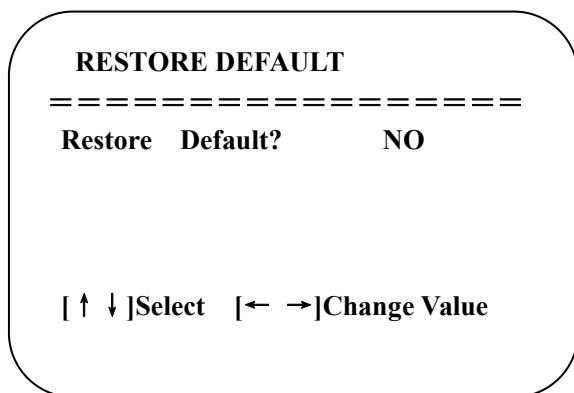 RESTORE DEFAULT
=================
Restore Default? NO
[↑ ↓]Select [← →]Change Value